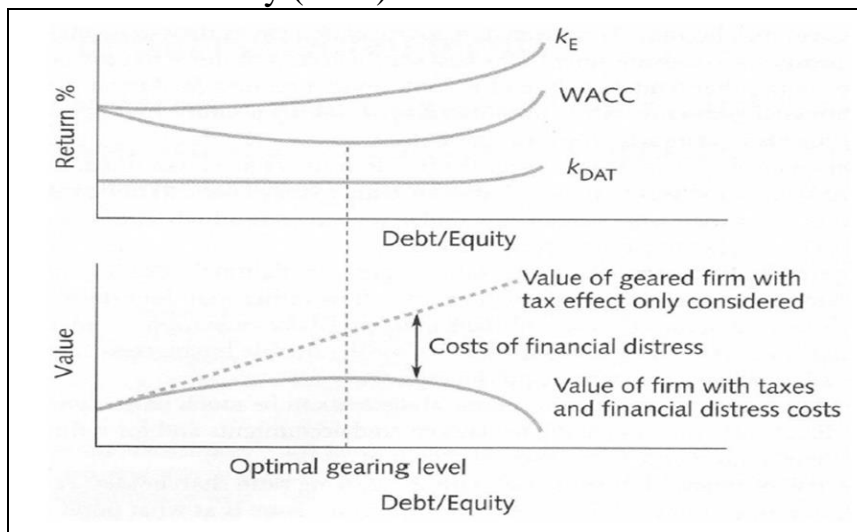 k_E
WACC
Return %
k_DAT
Debt/Equity
Value of geared firm with
tax effect only considered
Costs of financial distress
Value
Value of firm with taxes
and financial distress costs
Optimal gearing level
Debt/Equity